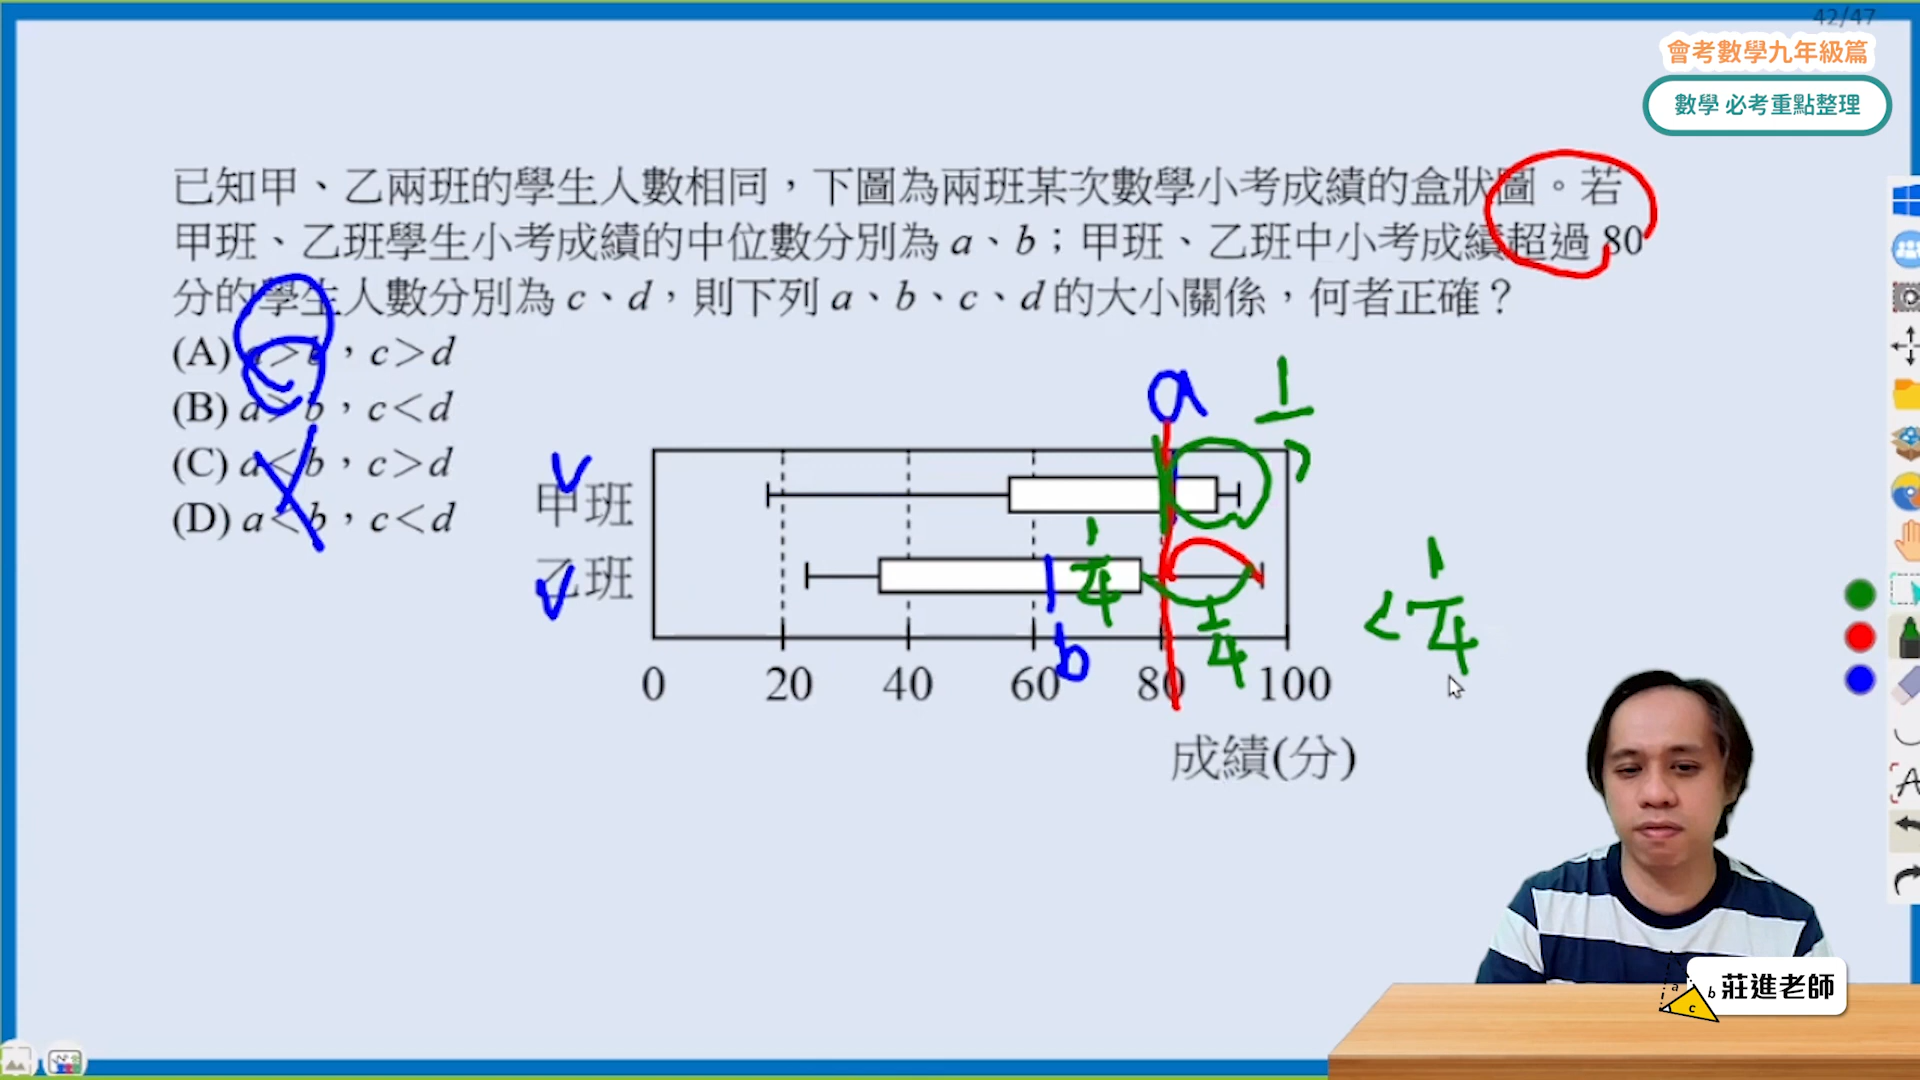 42/47
會考數學九年級篇
數學 必考重點整理
已知甲、乙兩班的學生人數相同，下圖為兩班某次數學小考成績的盒狀圖。若
甲班、乙班學生小考成績的中位數分別為 a、b；甲班、乙班中小考成績超過 80
分的學生人數分別為 c、d，則下列 a、b、c、d 的大小關係，何者正確？
(A) a>b，c>d
(B) a>b，c<d
(C) a<b，c>d
(D) a<b，c<d
a
1
2
甲班
乙班
1
4
1
4
< 1
4
b
0 20 40 60 80 100
成績(分)
a b c
莊進老師